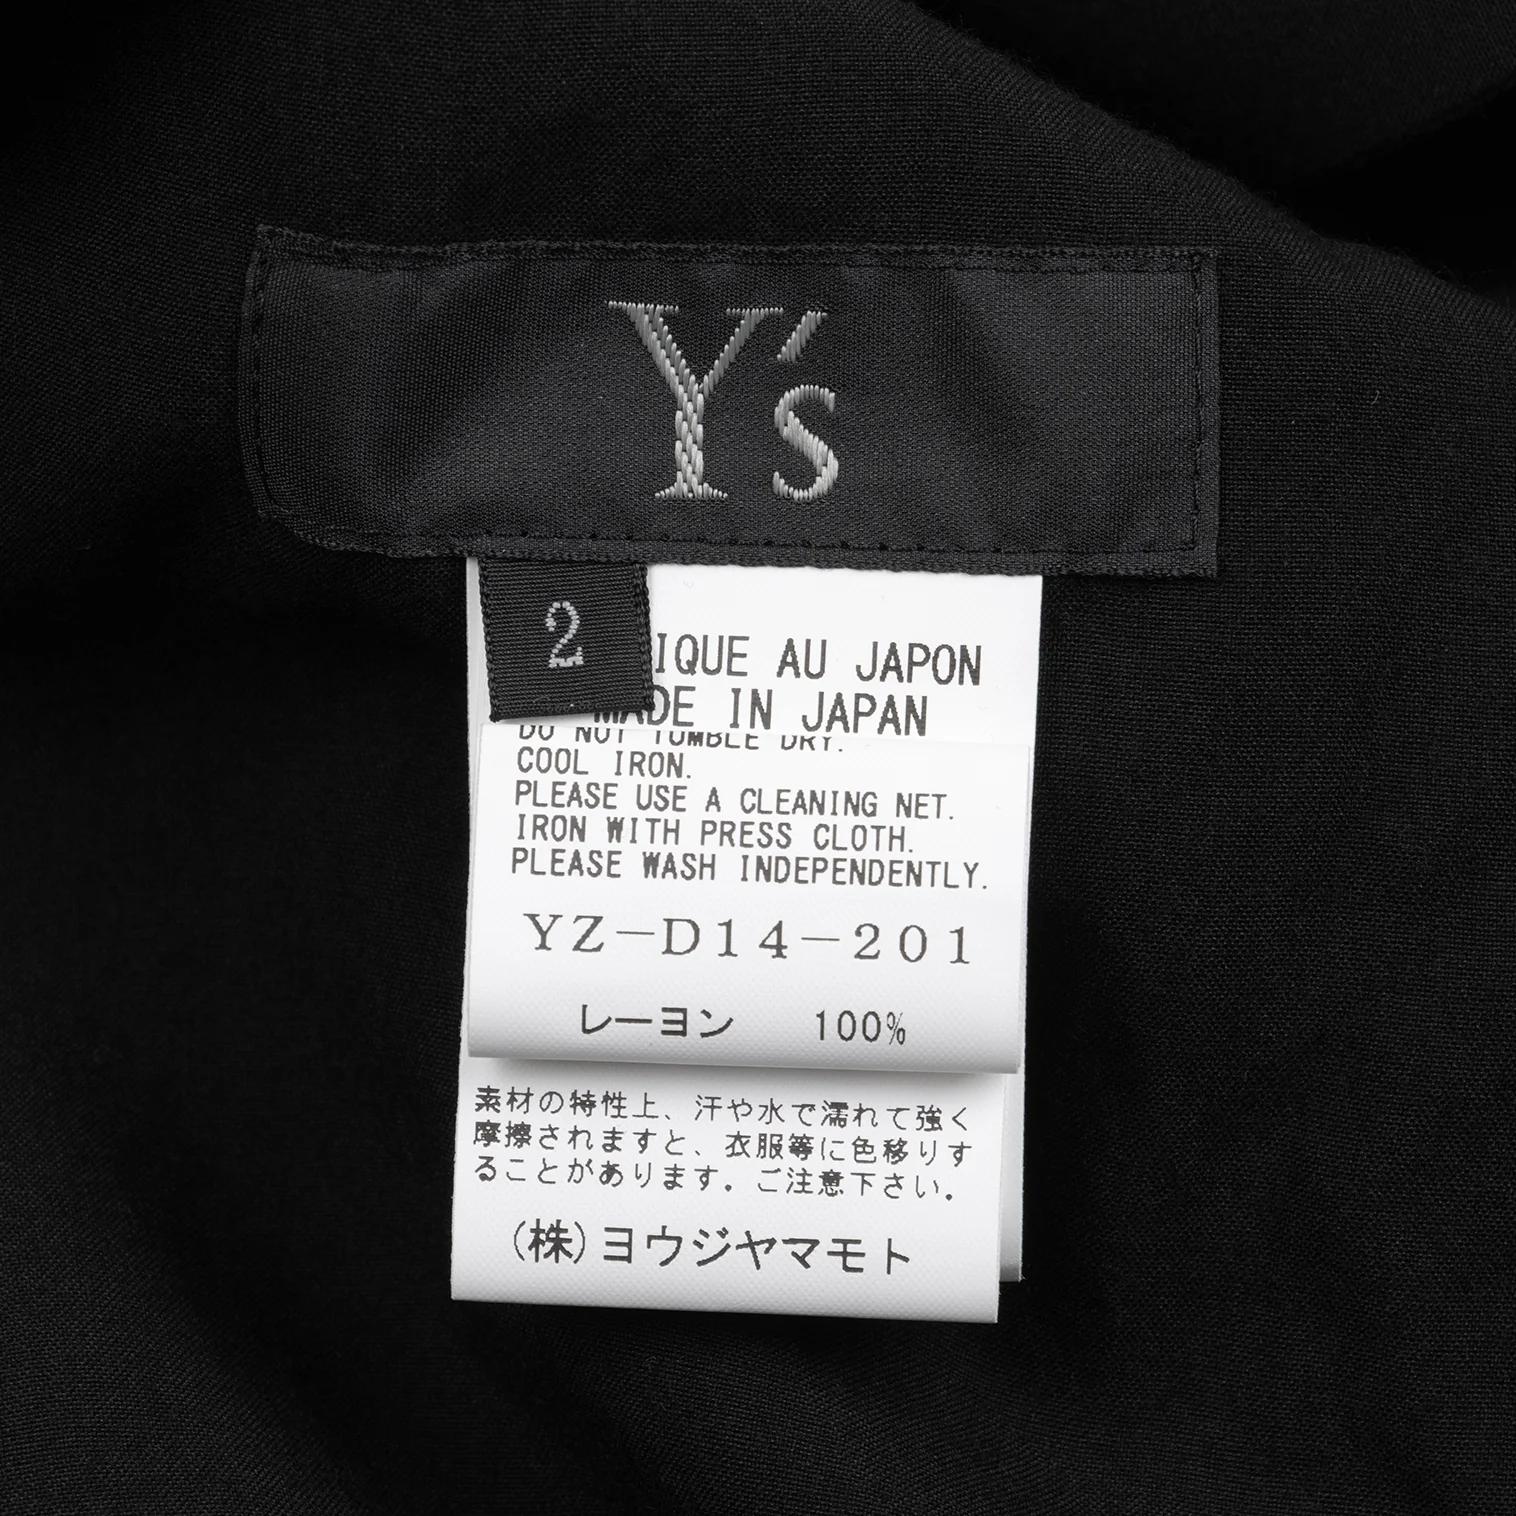 Y's
2
IQUE AU JAPON
MADE IN JAPAN
DO NOT TUMBLE DRY.
COOL IRON.
PLEASE USE A CLEANING NET.
IRON WITH PRESS CLOTH.
PLEASE WASH INDEPENDENTLY.
YZ-D14-201
レーヨン 100%
素材の特性上、汗や水で濡れて強く
摩擦されますと、衣服等に色移りす
ることがあります。ご注意下さい。
(株)ヨウジヤマモト